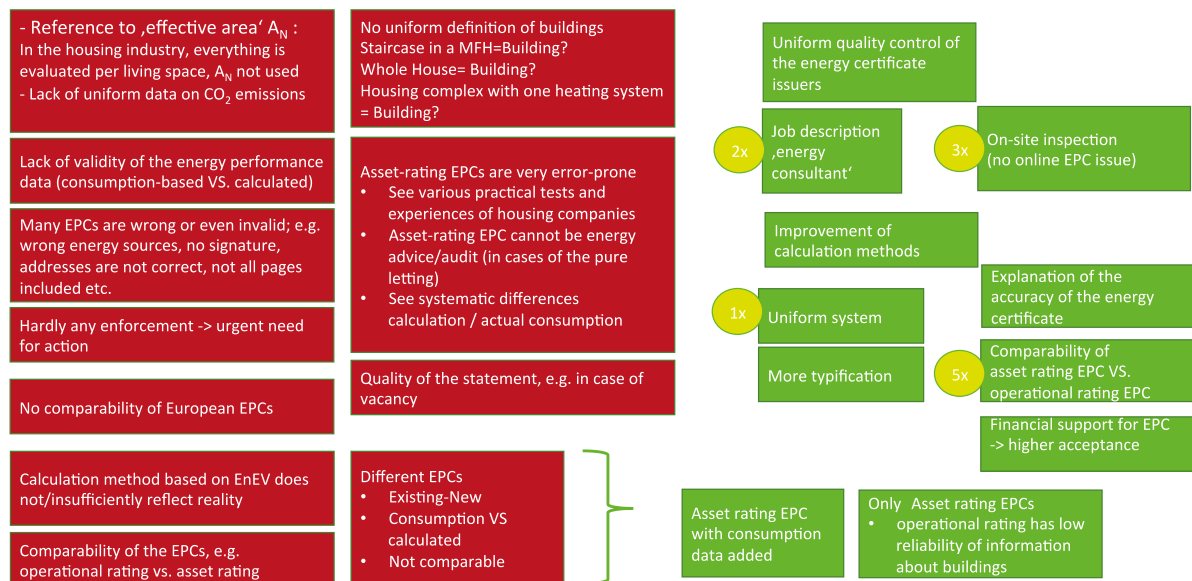 - Reference to ‚effective area‘ AN :
In the housing industry, everything is
evaluated per living space, AN not used
- Lack of uniform data on CO2 emissions
Lack of validity of the energy performance
data (consumption-based VS. calculated)
Many EPCs are wrong or even invalid; e.g.
wrong energy sources, no signature,
addresses are not correct, not all pages
included etc.
Hardly any enforcement -> urgent need
for action
No comparability of European EPCs
Calculation method based on EnEV does
not/insufficiently reflect reality
Comparability of the EPCs, e.g.
operational rating vs. asset rating
No uniform definition of buildings
Staircase in a MFH=Building?
Whole House= Building?
Housing complex with one heating system
= Building?
Asset-rating EPCs are very error-prone
• See various practical tests and
experiences of housing companies
• Asset-rating EPC cannot be energy
advice/audit (in cases of the pure
letting)
• See systematic differences
calculation / actual consumption
Quality of the statement, e.g. in case of
vacancy
Different EPCs
• Existing-New
• Consumption VS
calculated
• Not comparable
Uniform quality control of
the energy certificate
issuers
2x
Job description
‚energy
consultant‘
3x
On-site inspection
(no online EPC issue)
Improvement of
calculation methods
Explanation of the
accuracy of the energy
certificate
1x
Uniform system
More typification
5x
Comparability of
asset rating EPC VS.
operational rating EPC
Financial support for EPC
-> higher acceptance
Asset rating EPC
with consumption
data added
Only Asset rating EPCs
• operational rating has low
reliability of information
about buildings